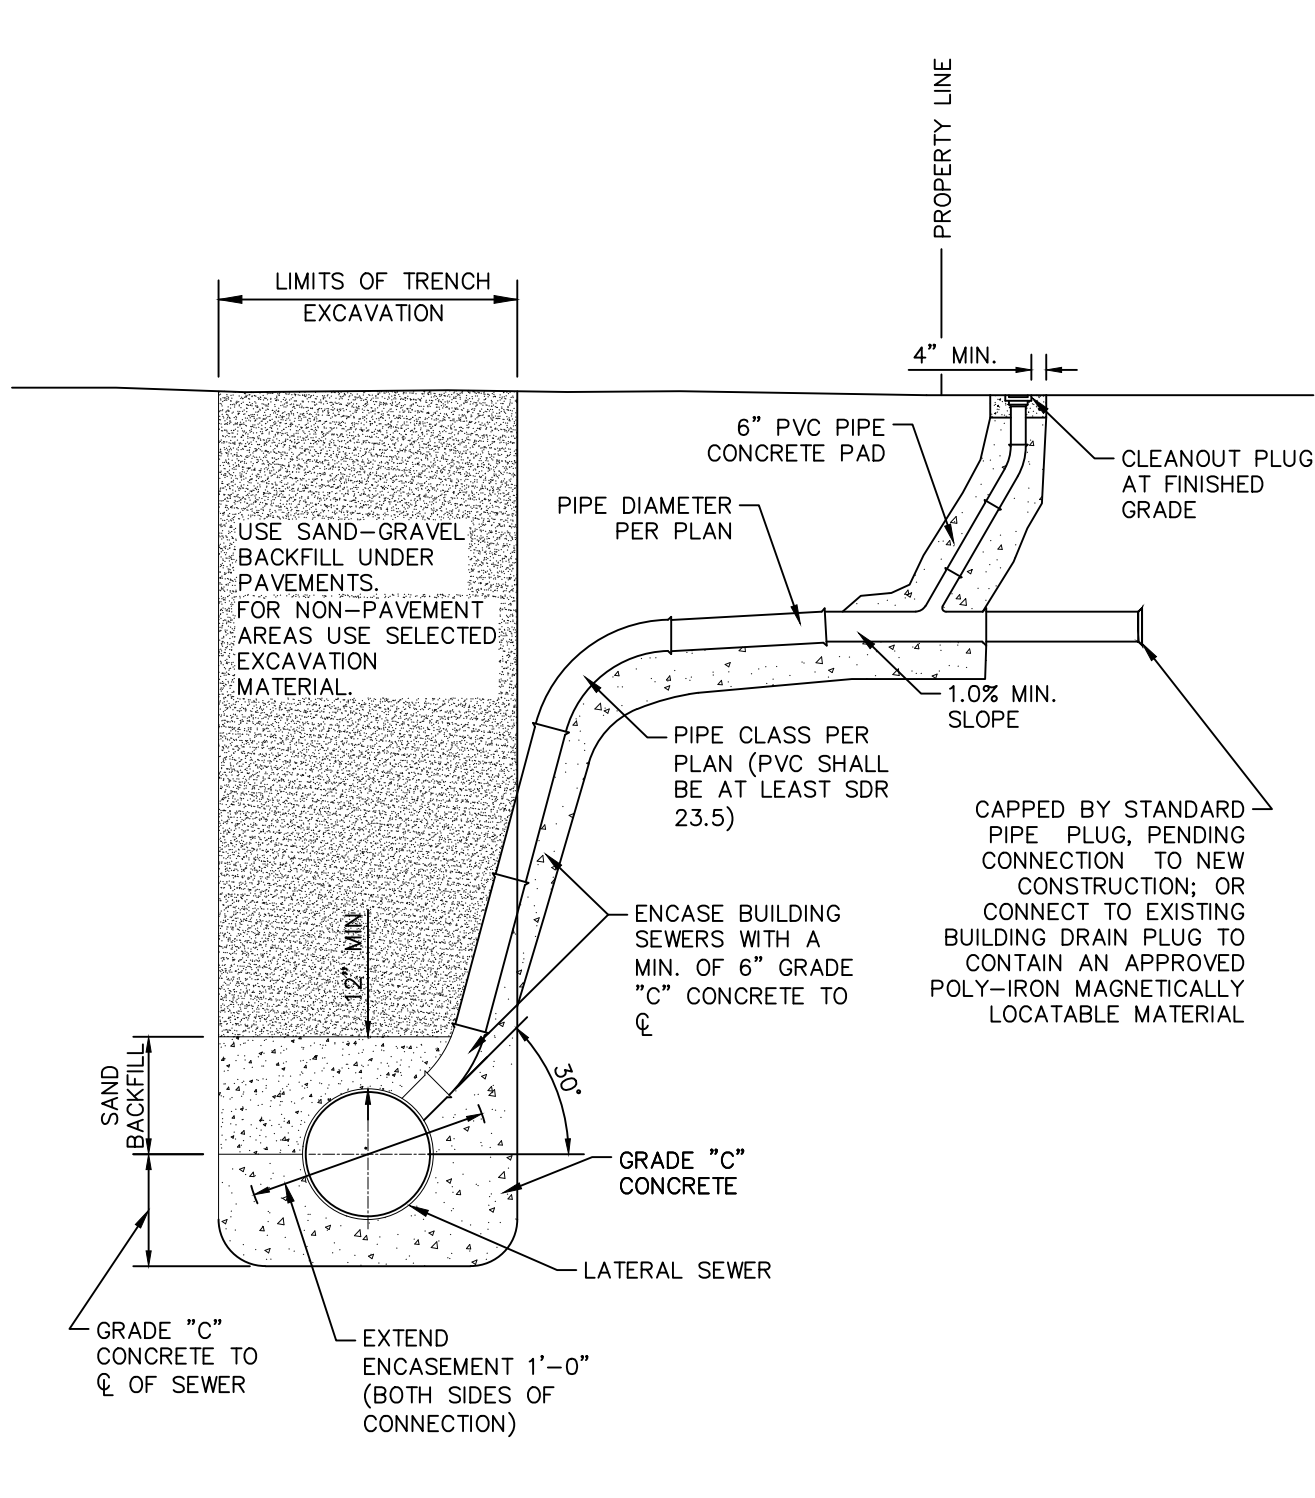 PROPERTY LINE
LIMITS OF TRENCH
EXCAVATION
4" MIN.
6" PVC PIPE
CONCRETE PAD
CLEANOUT PLUG
AT FINISHED
GRADE
PIPE DIAMETER
PER PLAN
USE SAND-GRAVEL
BACKFILL UNDER
PAVEMENTS.
FOR NON-PAVEMENT
AREAS USE SELECTED
EXCAVATION
MATERIAL.
1.0% MIN.
SLOPE
PIPE CLASS PER
PLAN (PVC SHALL
BE AT LEAST SDR
23.5)
CAPPED BY STANDARD
PIPE PLUG, PENDING
CONNECTION TO NEW
CONSTRUCTION; OR
CONNECT TO EXISTING
BUILDING DRAIN PLUG TO
CONTAIN AN APPROVED
POLY-IRON MAGNETICALLY
LOCATABLE MATERIAL
ENCASE BUILDING
SEWERS WITH A
MIN. OF 6" GRADE
"C" CONCRETE TO
℄
12" MIN
SAND
BACKFILL
30°
GRADE "C"
CONCRETE
LATERAL SEWER
GRADE "C"
CONCRETE TO
℄ OF SEWER
EXTEND
ENCASEMENT 1'-0"
(BOTH SIDES OF
CONNECTION)